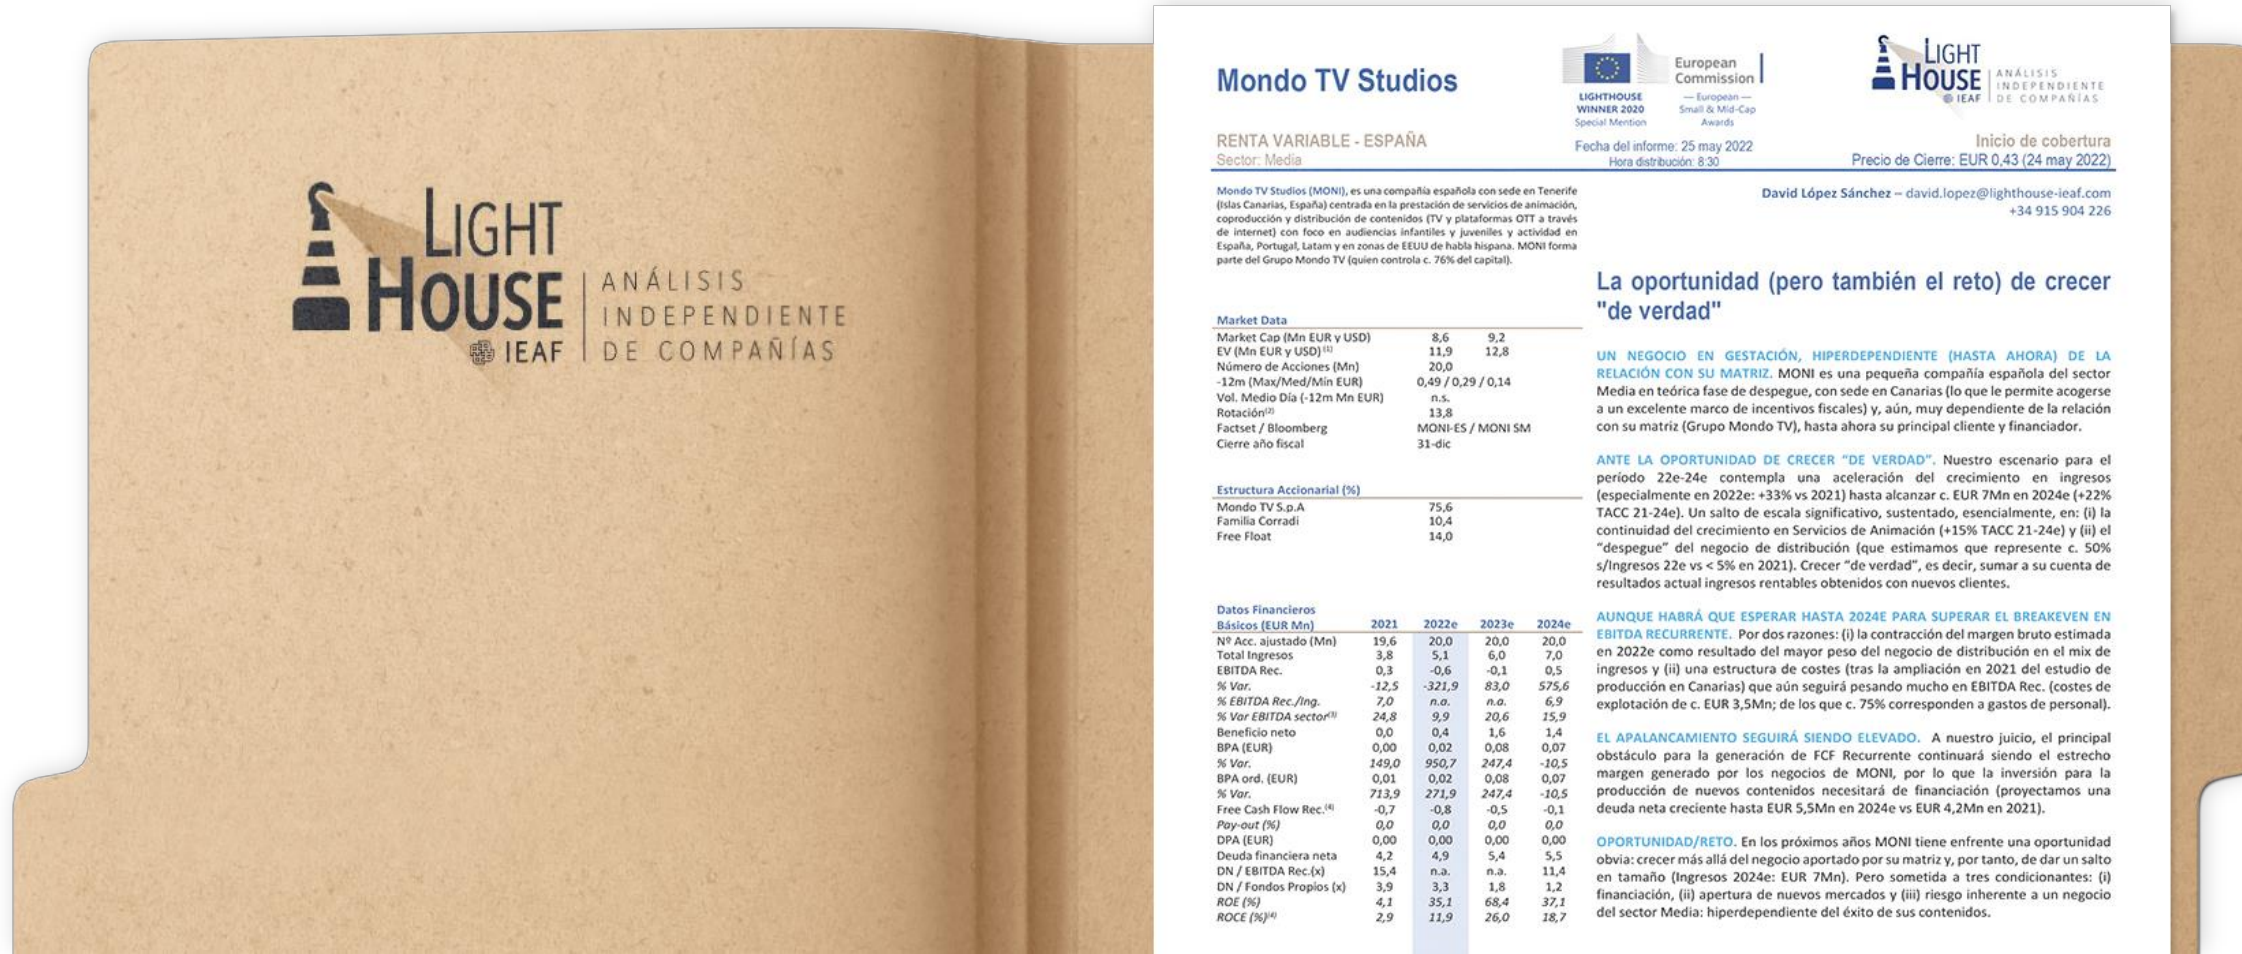 LIGHT
HOUSE
IEAF
ANÁLISIS
INDEPENDIENTE
DE COMPAÑÍAS
Mondo TV Studios
European
Commission
LIGHTHOUSE
WINNER 2020
Special Mention
— European —
Small & Mid-Cap
Awards
LIGHT
HOUSE
IEAF
ANÁLISIS
INDEPENDIENTE
DE COMPAÑÍAS
RENTA VARIABLE - ESPAÑA
Sector: Media
Fecha del informe: 25 may 2022
Hora distribución: 8:30
Inicio de cobertura
Precio de Cierre: EUR 0,43 (24 may 2022)
Mondo TV Studios (MONI), es una compañía española con sede en Tenerife
(Islas Canarias, España) centrada en la prestación de servicios de animación,
coproducción y distribución de contenidos (TV y plataformas OTT a través
de internet) con foco en audiencias infantiles y juveniles y actividad en
España, Portugal, Latam y en zonas de EEUU de habla hispana. MONI forma
parte del Grupo Mondo TV (quien controla c. 76% del capital).
Market Data
Market Cap (Mn EUR y USD) 8,6 9,2
EV (Mn EUR y USD) (1) 11,9 12,8
Número de Acciones (Mn) 20,0
-12m (Max/Med/Mín EUR) 0,49 / 0,29 / 0,14
Vol. Medio Día (-12m Mn EUR) n.s.
Rotación(2) 13,8
Factset / Bloomberg MONI-ES / MONI SM
Cierre año fiscal 31-dic
Estructura Accionarial (%)
Mondo TV S.p.A 75,6
Familia Corradi 10,4
Free Float 14,0
Datos Financieros
Básicos (EUR Mn) 2021 2022e 2023e 2024e
Nº Acc. ajustado (Mn) 19,6 20,0 20,0 20,0
Total Ingresos 3,8 5,1 6,0 7,0
EBITDA Rec. 0,3 -0,6 -0,1 0,5
% Var. -12,5 -321,9 83,0 575,6
% EBITDA Rec./Ing. 7,0 n.a. n.a. 6,9
% Var EBITDA sector(3) 24,8 9,9 20,6 15,9
Beneficio neto 0,0 0,4 1,6 1,4
BPA (EUR) 0,00 0,02 0,08 0,07
% Var. 149,0 950,7 247,4 -10,5
BPA ord. (EUR) 0,01 0,02 0,08 0,07
% Var. 713,9 271,9 247,4 -10,5
Free Cash Flow Rec.(4) -0,7 -0,8 -0,5 -0,1
Pay-out (%) 0,0 0,0 0,0 0,0
DPA (EUR) 0,00 0,00 0,00 0,00
Deuda financiera neta 4,2 4,9 5,4 5,5
DN / EBITDA Rec.(x) 15,4 n.a. n.a. 11,4
DN / Fondos Propios (x) 3,9 3,3 1,8 1,2
ROE (%) 4,1 35,1 68,4 37,1
ROCE (%)(4) 2,9 11,9 26,0 18,7
David López Sánchez – david.lopez@lighthouse-ieaf.com
+34 915 904 226
La oportunidad (pero también el reto) de crecer
"de verdad"
UN NEGOCIO EN GESTACIÓN, HIPERDEPENDIENTE (HASTA AHORA) DE LA
RELACIÓN CON SU MATRIZ. MONI es una pequeña compañía española del sector
Media en teórica fase de despegue, con sede en Canarias (lo que le permite acogerse
a un excelente marco de incentivos fiscales) y, aún, muy dependiente de la relación
con su matriz (Grupo Mondo TV), hasta ahora su principal cliente y financiador.
ANTE LA OPORTUNIDAD DE CRECER “DE VERDAD”. Nuestro escenario para el
período 22e-24e contempla una aceleración del crecimiento en ingresos
(especialmente en 2022e: +33% vs 2021) hasta alcanzar c. EUR 7Mn en 2024e (+22%
TACC 21-24e). Un salto de escala significativo, sustentado, esencialmente, en: (i) la
continuidad del crecimiento en Servicios de Animación (+15% TACC 21-24e) y (ii) el
“despegue” del negocio de distribución (que estimamos que represente c. 50%
s/Ingresos 22e vs < 5% en 2021). Crecer “de verdad”, es decir, sumar a su cuenta de
resultados actual ingresos rentables obtenidos con nuevos clientes.
AUNQUE HABRÁ QUE ESPERAR HASTA 2024E PARA SUPERAR EL BREAKEVEN EN
EBITDA RECURRENTE. Por dos razones: (i) la contracción del margen bruto estimada
en 2022e como resultado del mayor peso del negocio de distribución en el mix de
ingresos y (ii) una estructura de costes (tras la ampliación en 2021 del estudio de
producción en Canarias) que aún seguirá pesando mucho en EBITDA Rec. (costes de
explotación de c. EUR 3,5Mn; de los que c. 75% corresponden a gastos de personal).
EL APALANCAMIENTO SEGUIRÁ SIENDO ELEVADO. A nuestro juicio, el principal
obstáculo para la generación de FCF Recurrente continuará siendo el estrecho
margen generado por los negocios de MONI, por lo que la inversión para la
producción de nuevos contenidos necesitará de financiación (proyectamos una
deuda neta creciente hasta EUR 5,5Mn en 2024e vs EUR 4,2Mn en 2021).
OPORTUNIDAD/RETO. En los próximos años MONI tiene enfrente una oportunidad
obvia: crecer más allá del negocio aportado por su matriz y, por tanto, de dar un salto
en tamaño (Ingresos 2024e: EUR 7Mn). Pero sometida a tres condicionantes: (i)
financiación, (ii) apertura de nuevos mercados y (iii) riesgo inherente a un negocio
del sector Media: hiperdependiente del éxito de sus contenidos.